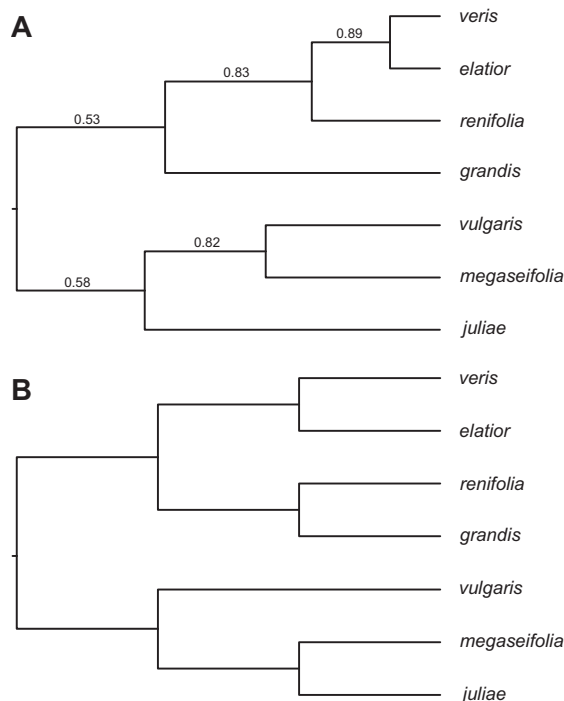 A
veris
0.89
elatior
0.83
renifolia
0.53
grandis
vulgaris
0.82
megaseifolia
0.58
juliae
B
veris
elatior
renifolia
grandis
vulgaris
megaseifolia
juliae